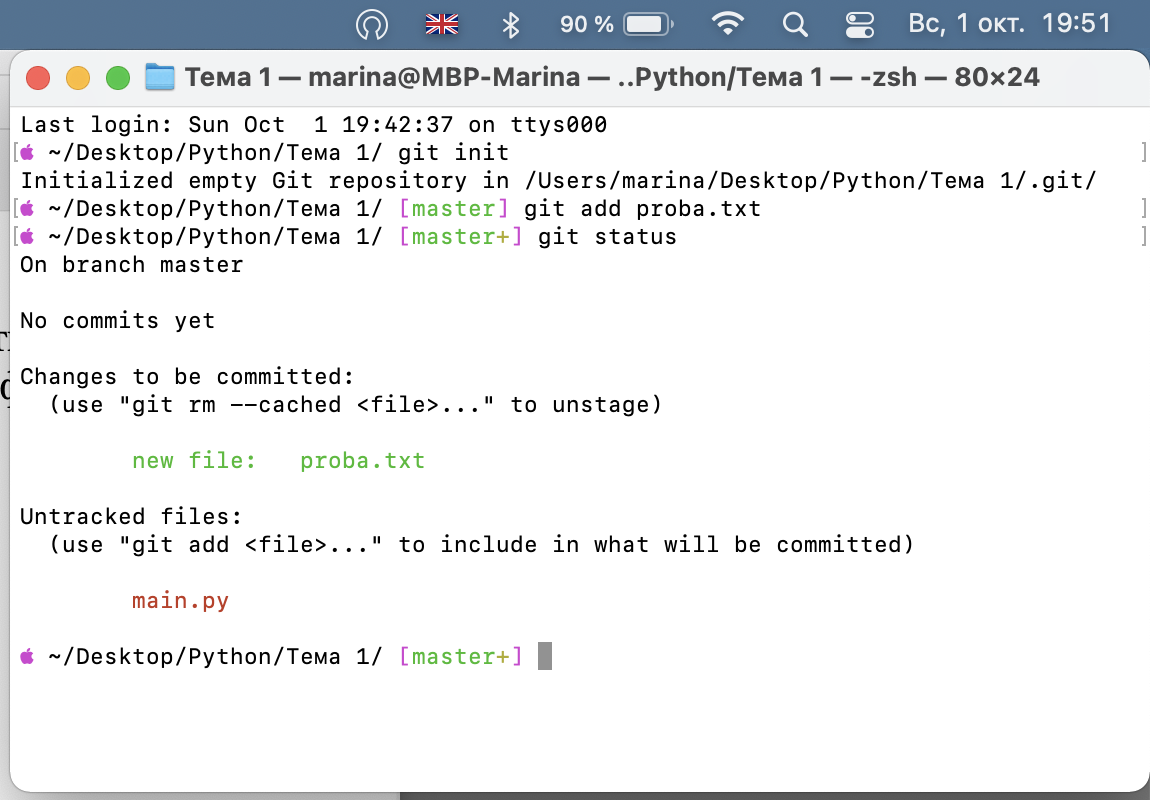 90 % Вс, 1 окт. 19:51
Тема 1 — marina@MBP-Marina — ..Python/Тема 1 — -zsh — 80×24
Last login: Sun Oct  1 19:42:37 on ttys000
[ ~/Desktop/Python/Тема 1/ git init ]
Initialized empty Git repository in /Users/marina/Desktop/Python/Тема 1/.git/
[ ~/Desktop/Python/Тема 1/ [master] git add proba.txt ]
[ ~/Desktop/Python/Тема 1/ [master+] git status ]
On branch master
No commits yet
Changes to be committed:
(use "git rm --cached <file>..." to unstage)
new file:   proba.txt
Untracked files:
(use "git add <file>..." to include in what will be committed)
main.py
~/Desktop/Python/Тема 1/ [master+]